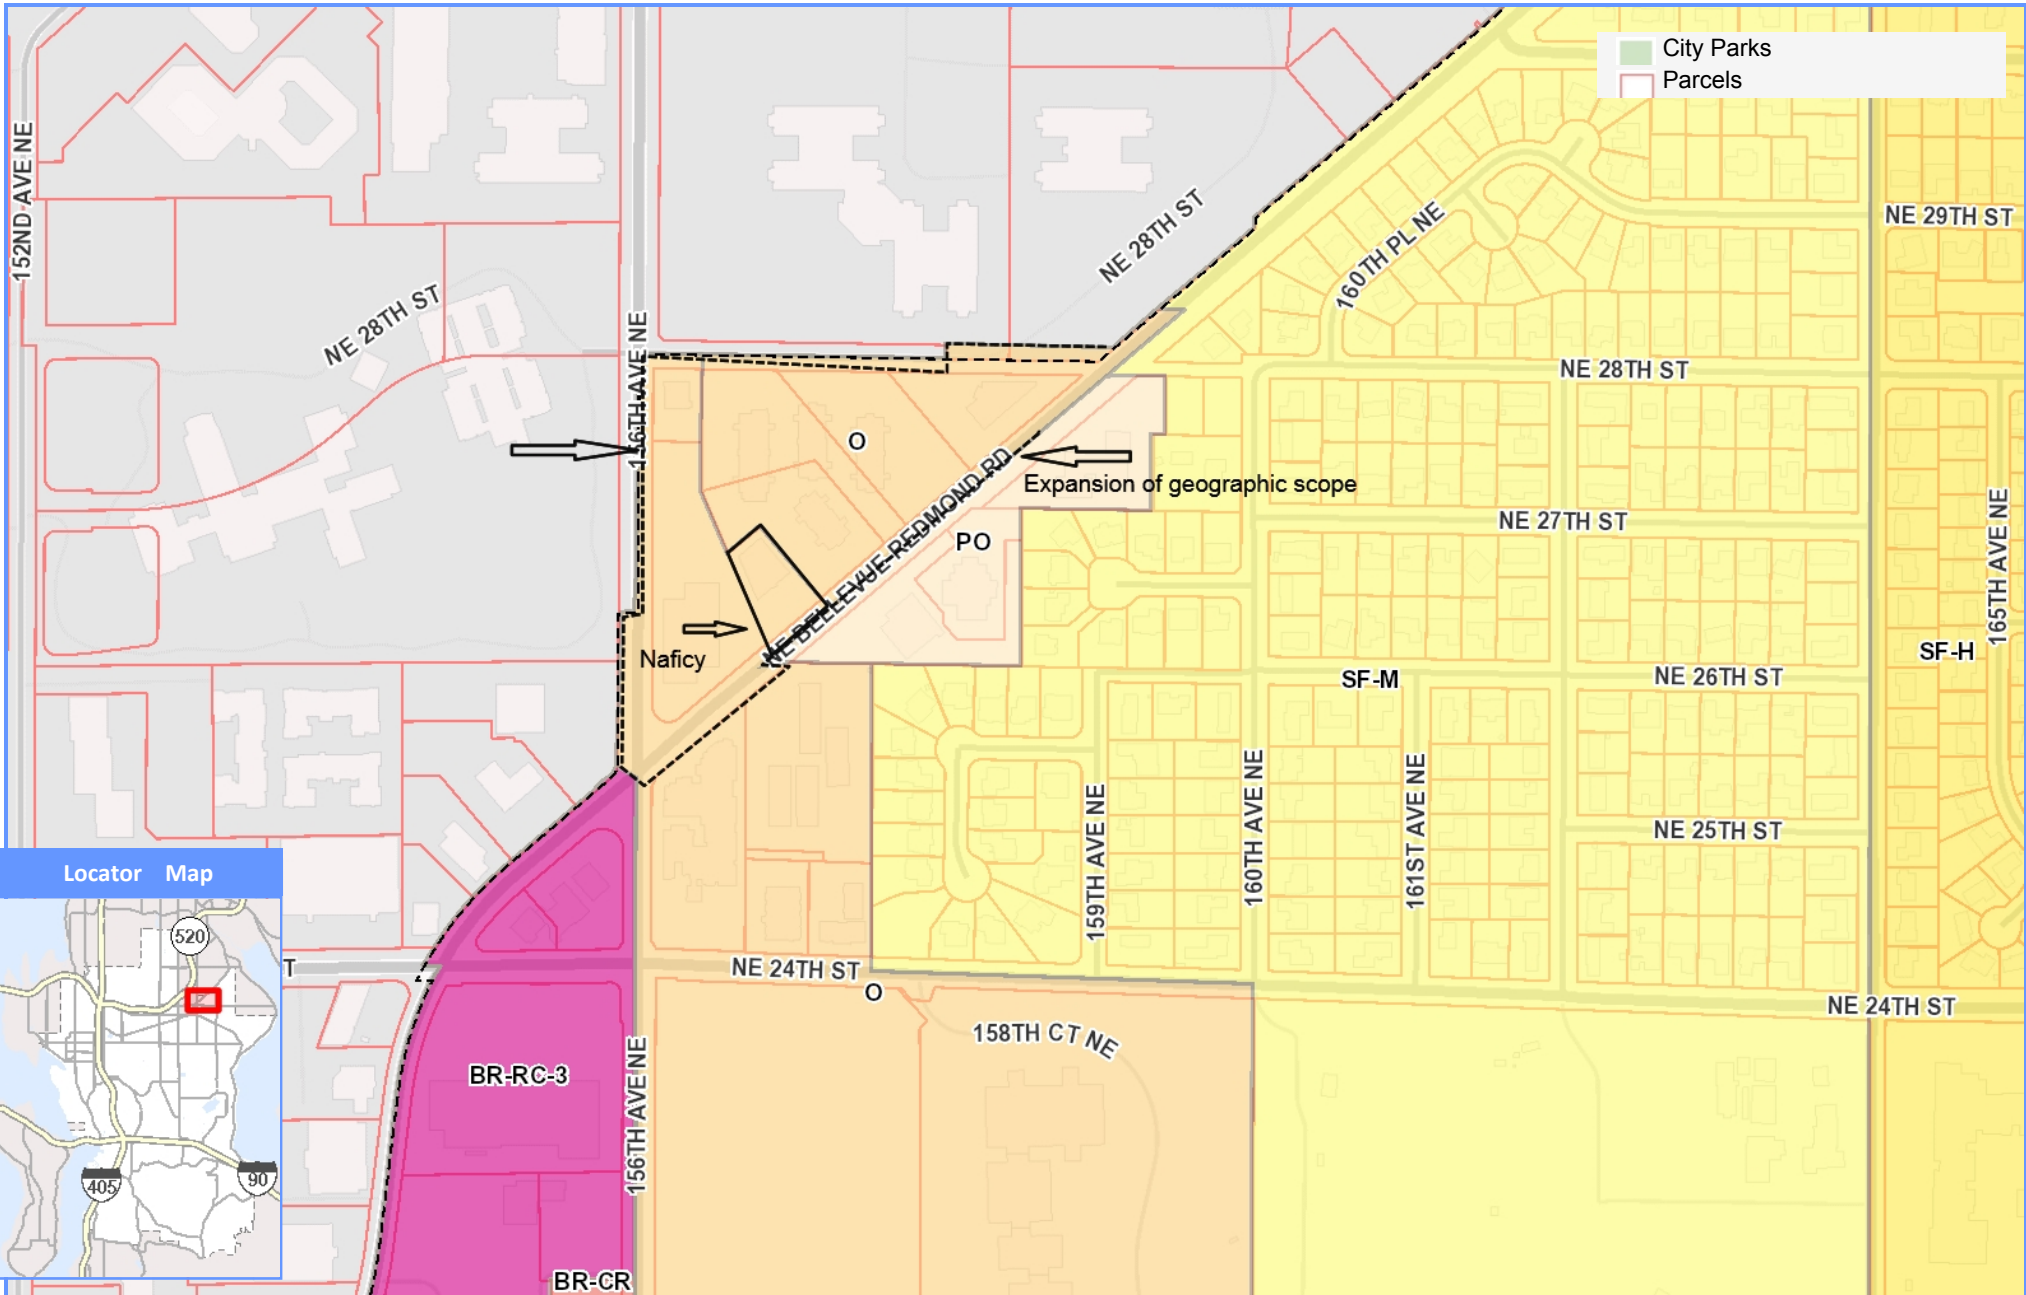 City Parks
Parcels
152ND AVE NE
NE 28TH ST
156TH AVE NE
NE 28TH ST
160TH PL NE
NE 29TH ST
NE 28TH ST
O
NE BELLEVUE-REDMOND RD
Expansion of geographic scope
PO
NE 27TH ST
165TH AVE NE
Naficy
SF-M
NE 26TH ST
SF-H
159TH AVE NE
160TH AVE NE
161ST AVE NE
NE 25TH ST
Locator Map
520
405
90
T
NE 24TH ST
O
NE 24TH ST
158TH CT NE
BR-RC-3
156TH AVE NE
BR-CR